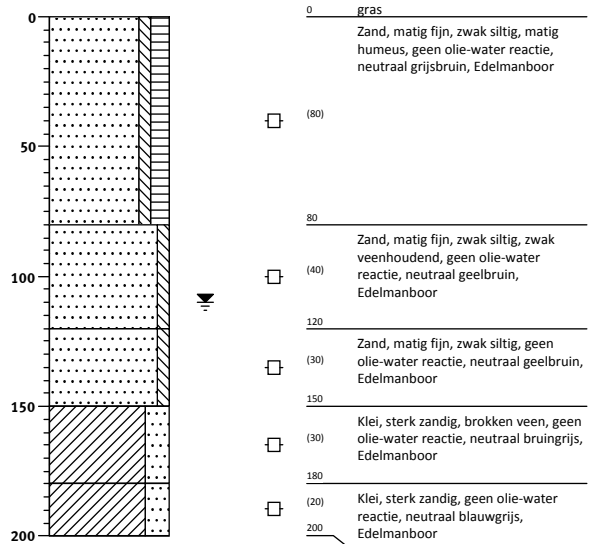 0
50
100
150
200
0 gras
Zand, matig fijn, zwak siltig, matig
humeus, geen olie-water reactie,
neutraal grijsbruin, Edelmanboor
(80)
80
Zand, matig fijn, zwak siltig, zwak
veenhoudend, geen olie-water
(40)
reactie, neutraal geelbruin,
Edelmanboor
120
Zand, matig fijn, zwak siltig, geen
(30)
olie-water reactie, neutraal geelbruin,
Edelmanboor
150
Klei, sterk zandig, brokken veen, geen
(30)
olie-water reactie, neutraal bruingrijs,
Edelmanboor
180
(20)
Klei, sterk zandig, geen olie-water
reactie, neutraal blauwgrijs,
200
Edelmanboor